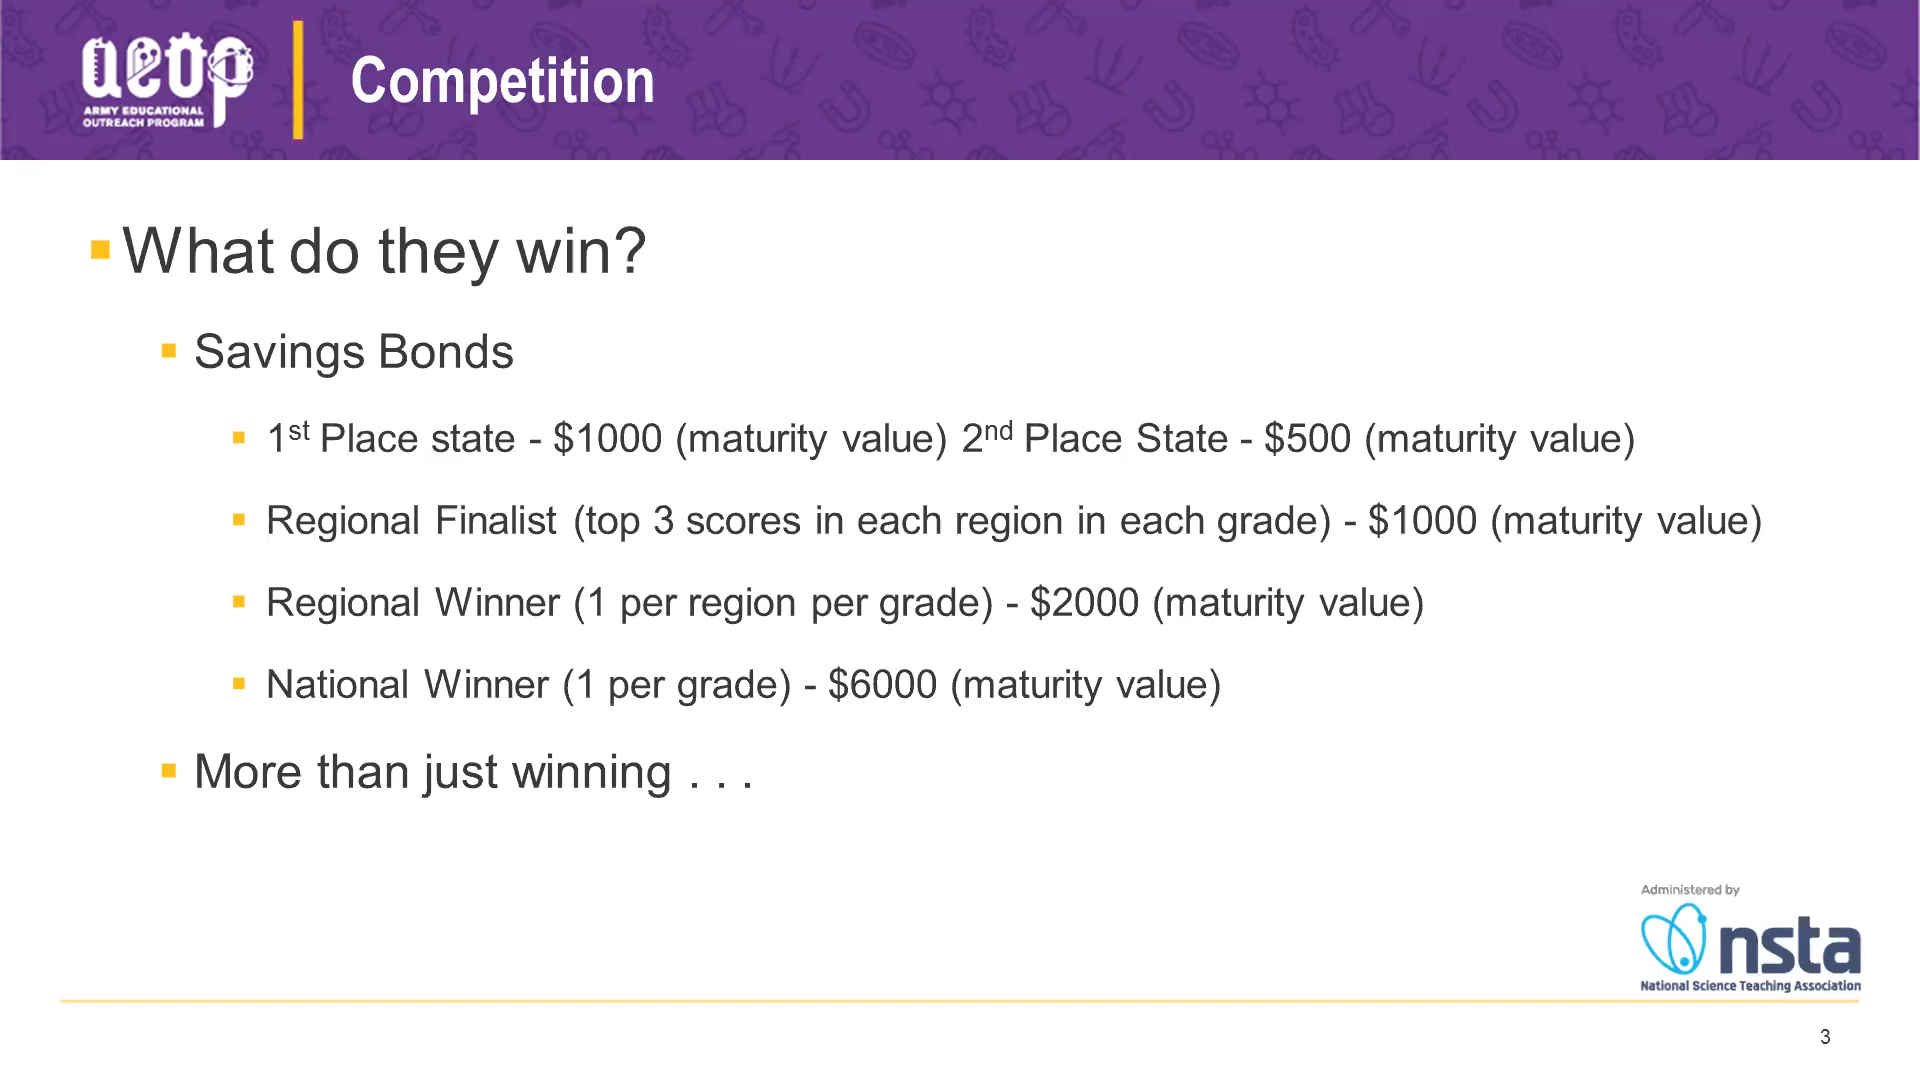 aeop
ARMY EDUCATIONAL
OUTREACH PROGRAM
Competition
What do they win?
Savings Bonds
1st Place state - $1000 (maturity value) 2nd Place State - $500 (maturity value)
Regional Finalist (top 3 scores in each region in each grade) - $1000 (maturity value)
Regional Winner (1 per region per grade) - $2000 (maturity value)
National Winner (1 per grade) - $6000 (maturity value)
More than just winning . . .
Administered by
nsta
National Science Teaching Association
3